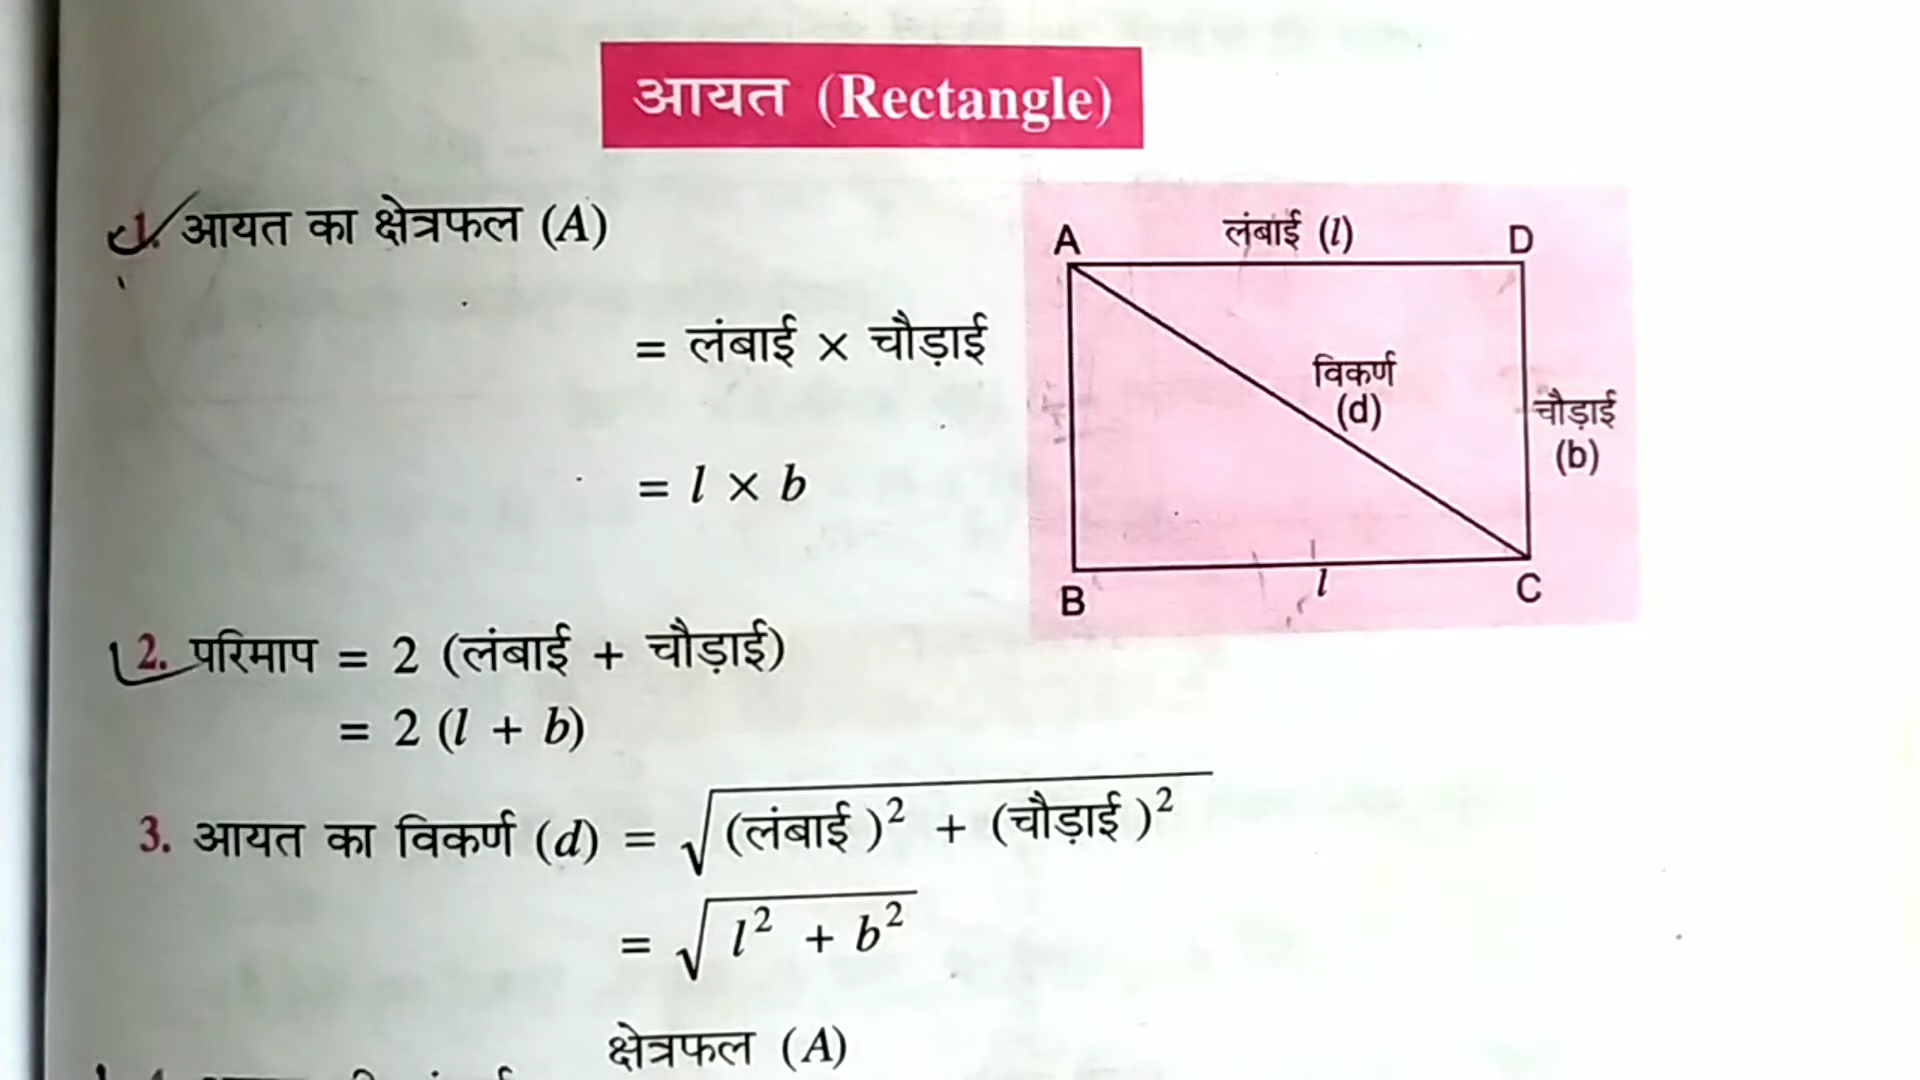 आयत (Rectangle)
1. आयत का क्षेत्रफल (A)
= लंबाई × चौड़ाई
= l × b
A लंबाई (l) D
विकर्ण
(d)
चौड़ाई
(b)
B l C
2. परिमाप = 2 (लंबाई + चौड़ाई)
= 2 (l + b)
3. आयत का विकर्ण (d) = √(लंबाई)² + (चौड़ाई)²
= √l² + b²
क्षेत्रफल (A)